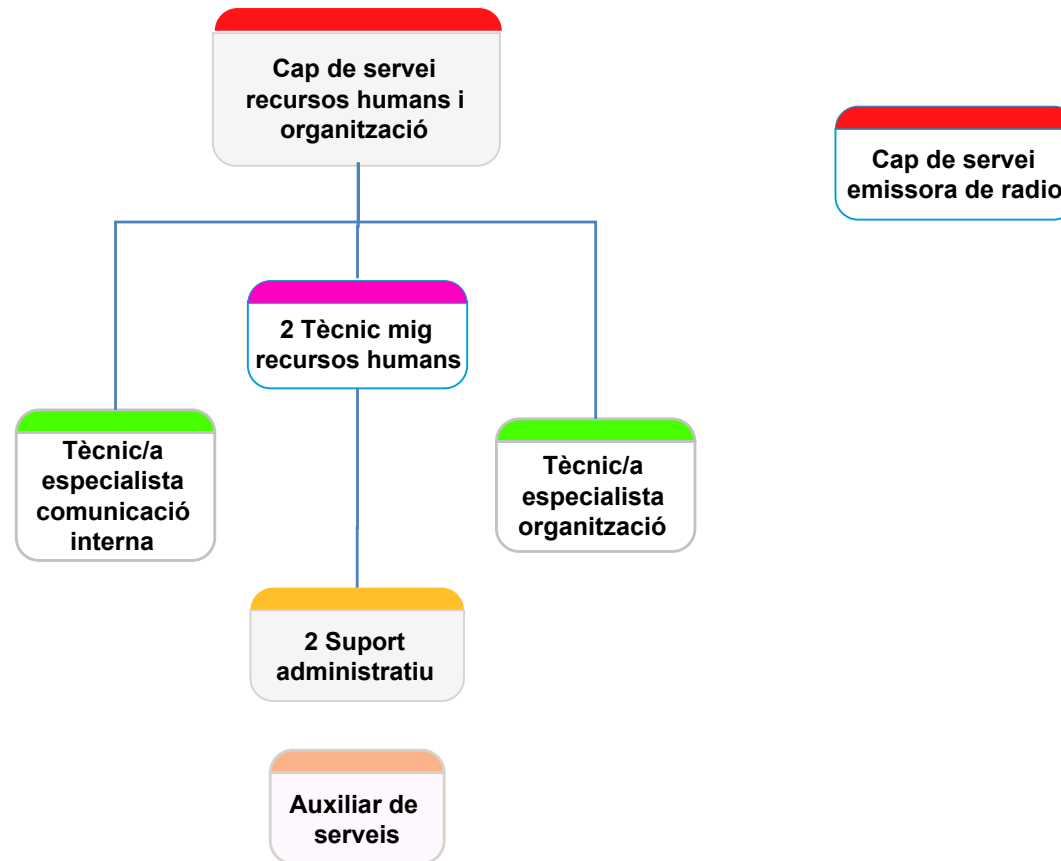 Cap de servei
recursos humans i
organització
Cap de servei
emissora de radio
2 Tècnic mig
recursos humans
Tècnic/a
especialista
comunicació
interna
Tècnic/a
especialista
organització
2 Suport
administratiu
Auxiliar de
serveis